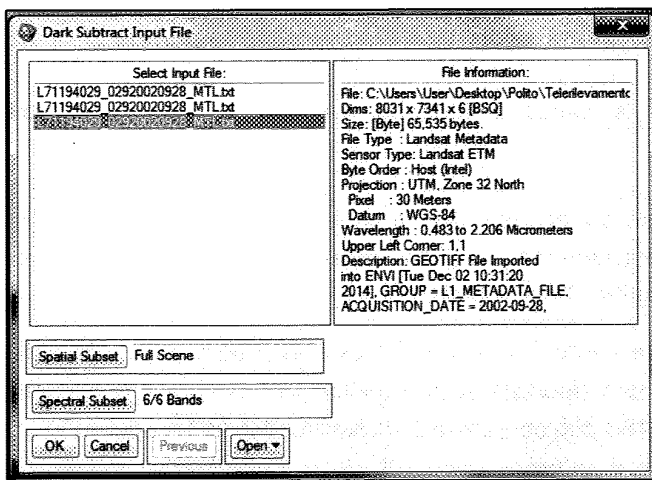 Dark Subtract Input File
Select Input File:
L71194029_02920020928_MTL.txt
L71194029_02920020928_MTL.txt
File Information:
File: C:\Users\User\Desktop\Polito\Telerilevamento
Dims: 8031 x 7341 x 6 [BSQ]
Size: [Byte] 65,535 bytes.
File Type : Landsat Metadata
Sensor Type: Landsat ETM
Byte Order : Host (Intel)
Projection : UTM, Zone 32 North
Pixel : 30 Meters
Datum : WGS-84
Wavelength : 0.483 to 2.206 Micrometers
Upper Left Corner: 1,1
Description: GEOTIFF File Imported
into ENVI [Tue Dec 02 10:31:20
2014], GROUP = L1_METADATA_FILE,
ACQUISITION_DATE = 2002-09-28,
Spatial Subset Full Scene
Spectral Subset 6/6 Bands
OK Cancel Previous Open